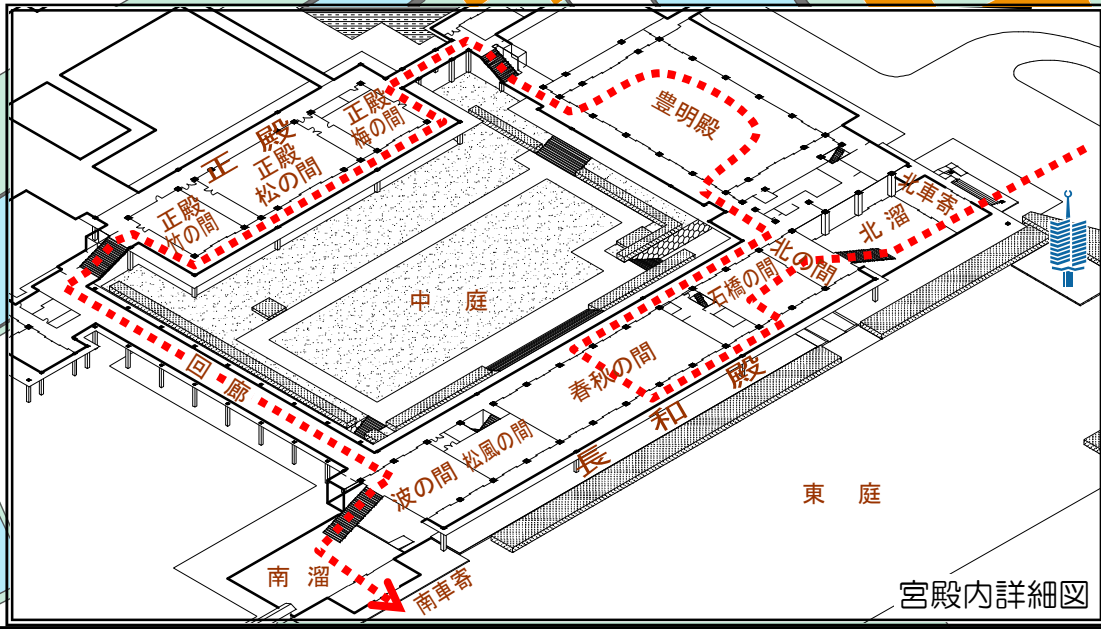 正殿
正殿
梅の間
正殿
松の間
正殿
竹の間
豊明殿
北車寄
北溜
北の間
石橋の間
中庭
春秋の間
長和殿
回廊
松風の間
波の間
東庭
南溜
南車寄
宮殿内詳細図